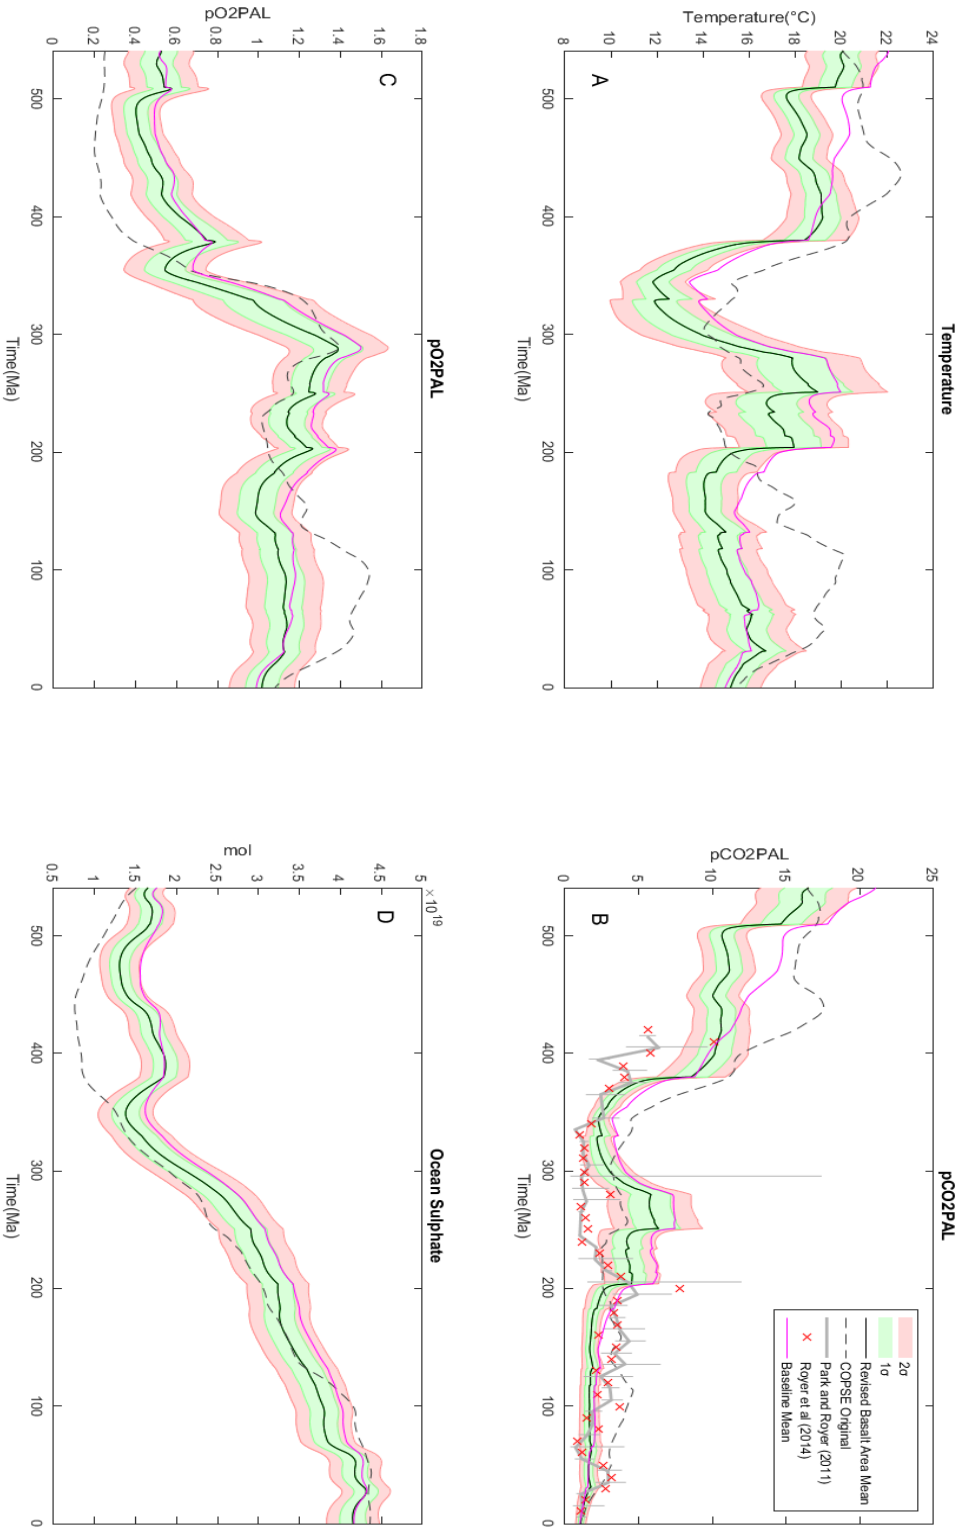 Temperature
Temperature(°C)
24
22
20
18
16
14
12
10
8
A
500
400
300
200
100
0
Time(Ma)
pCO2PAL
pCO2PAL
25
20
15
10
5
0
B
2σ
1σ
Revised Basalt Area Mean
COPSE Original
Park and Royer (2011)
Royer et al (2014)
Baseline Mean
500
400
300
200
100
0
Time(Ma)
pO2PAL
pO2PAL
1.8
1.6
1.4
1.2
1
0.8
0.6
0.4
0.2
0
C
500
400
300
200
100
0
Time(Ma)
Ocean Sulphate
×10^19
mol
5
4.5
4
3.5
3
2.5
2
1.5
1
0.5
D
500
400
300
200
100
0
Time(Ma)